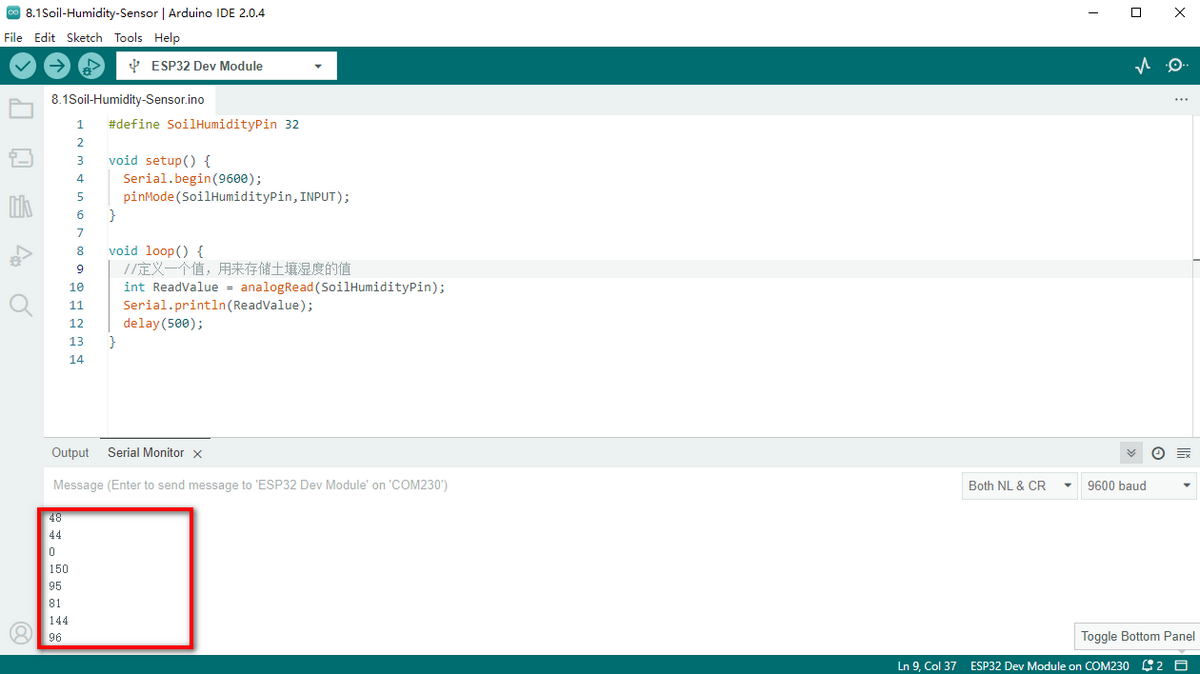 8.1Soil-Humidity-Sensor | Arduino IDE 2.0.4
File Edit Sketch Tools Help
ESP32 Dev Module
8.1Soil-Humidity-Sensor.ino
1 #define SoilHumidityPin 32
2
3 void setup() {
4 Serial.begin(9600);
5 pinMode(SoilHumidityPin,INPUT);
6 }
7
8 void loop() {
9 //定义一个值，用来存储土壤湿度的值
10 int ReadValue = analogRead(SoilHumidityPin);
11 Serial.println(ReadValue);
12 delay(500);
13 }
14
Output Serial Monitor
Message (Enter to send message to 'ESP32 Dev Module' on 'COM230')
Both NL & CR 9600 baud
48
44
0
150
95
81
144
96
Toggle Bottom Panel
Ln 9, Col 37 ESP32 Dev Module on COM230 2